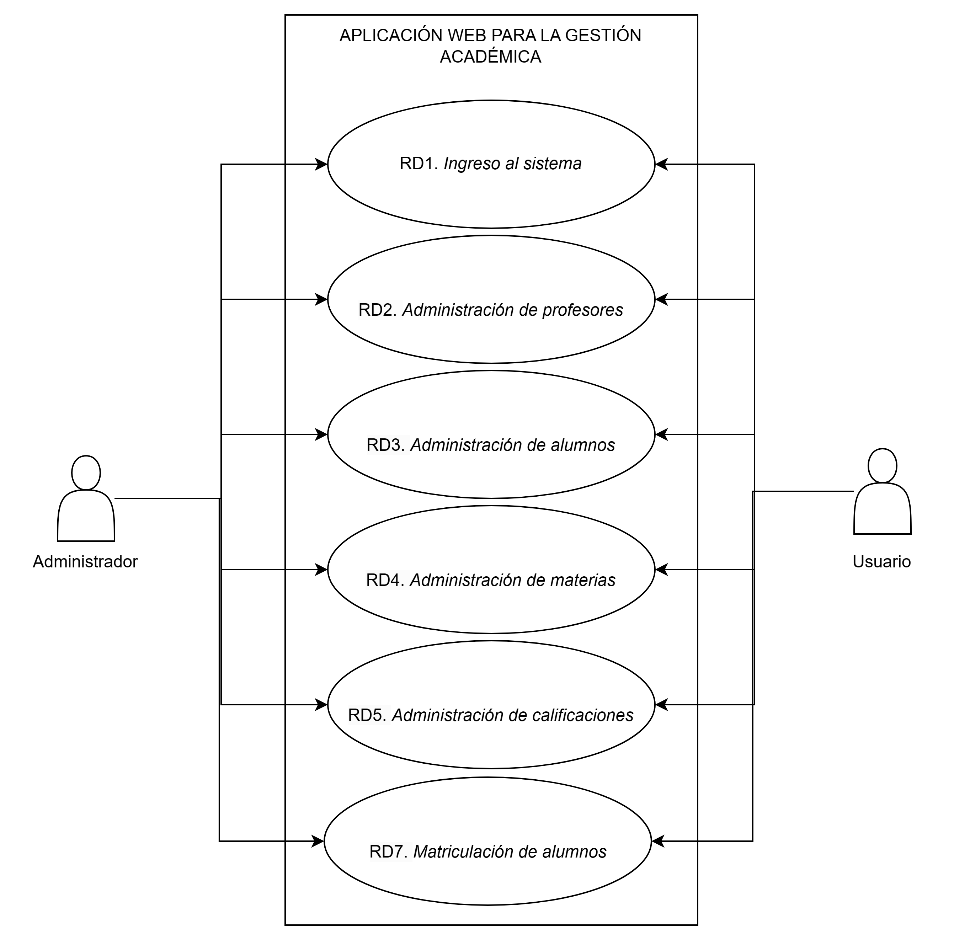 APLICACIÓN WEB PARA LA GESTIÓN
ACADÉMICA
RD1. Ingreso al sistema
RD2. Administración de profesores
RD3. Administración de alumnos
Administrador
Usuario
RD4. Administración de materias
RD5. Administración de calificaciones
RD7. Matriculación de alumnos